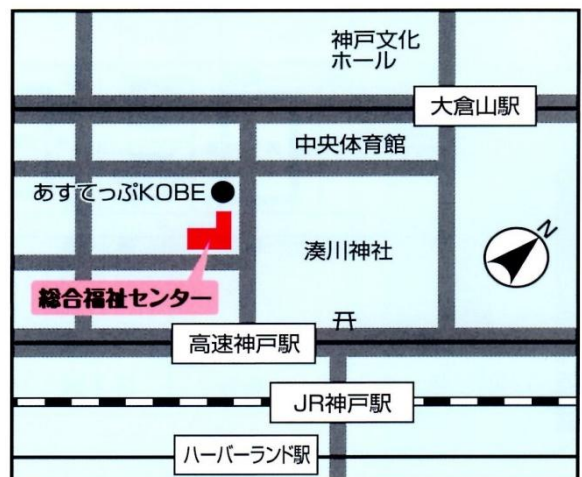 神戸文化
ホール
大倉山駅
中央体育館
あすてっぷKOBE
湊川神社
N
総合福祉センター
高速神戸駅
JR神戸駅
ハーバーランド駅